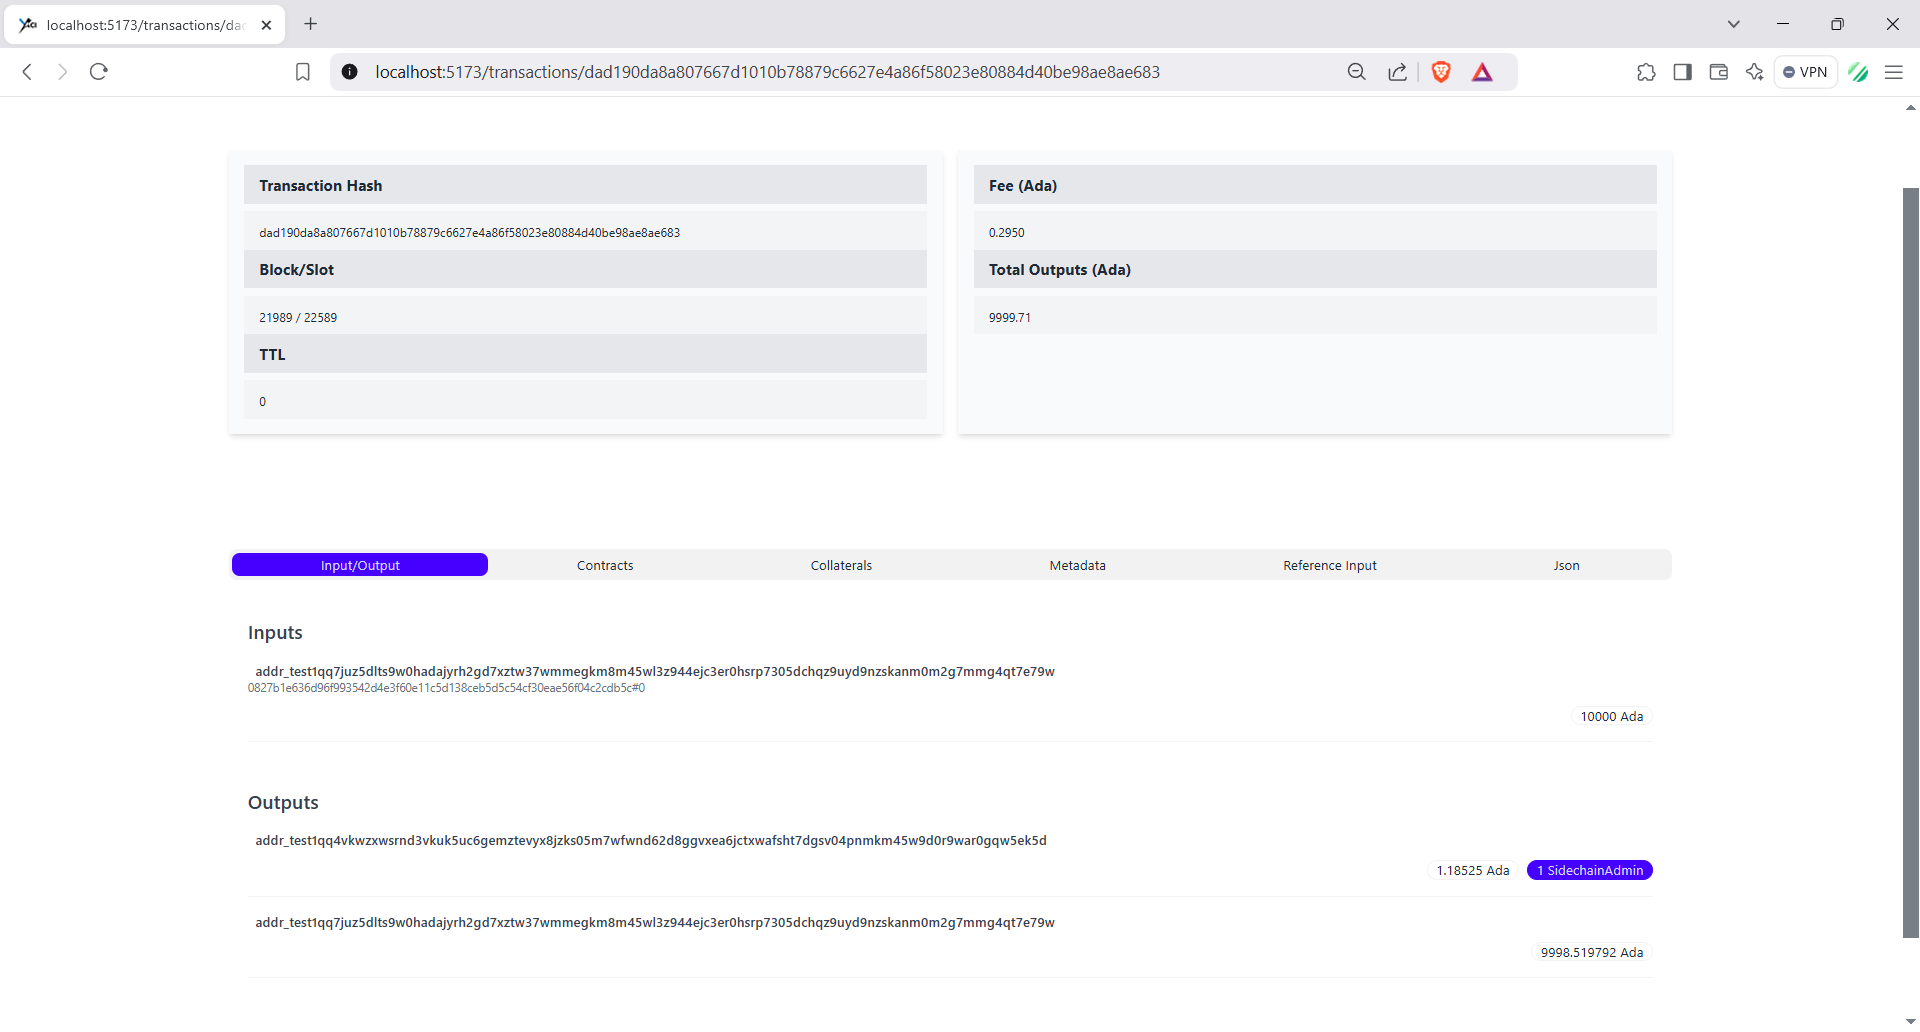 localhost:5173/transactions/dad
localhost:5173/transactions/dad190da8a807667d1010b78879c6627e4a86f58023e80884d40be98ae8ae683
VPN
Transaction Hash
dad190da8a807667d1010b78879c6627e4a86f58023e80884d40be98ae8ae683
Block/Slot
21989 / 22589
TTL
0
Fee (Ada)
0.2950
Total Outputs (Ada)
9999.71
Input/Output Contracts Collaterals Metadata Reference Input Json
Inputs
addr_test1qq7juz5dlts9w0hadajyrh2gd7xztw37wmmegkm8m45wl3z944ejc3er0hsrp7305dchqz9uyd9nzskanm0m2g7mmg4qt7e79w
0827b1e636d96f993542d4e3f60e11c5d138ceb5d5c54cf30eae56f04c2cdb5c#0
10000 Ada
Outputs
addr_test1qq4vkwzxwsrnd3vkuk5uc6gemztevyx8jzks05m7wfwnd62d8ggvxea6jctxwafsht7dgsv04pnmkm45w9d0r9war0gqw5ek5d
1.18525 Ada 1 SidechainAdmin
addr_test1qq7juz5dlts9w0hadajyrh2gd7xztw37wmmegkm8m45wl3z944ejc3er0hsrp7305dchqz9uyd9nzskanm0m2g7mmg4qt7e79w
9998.519792 Ada